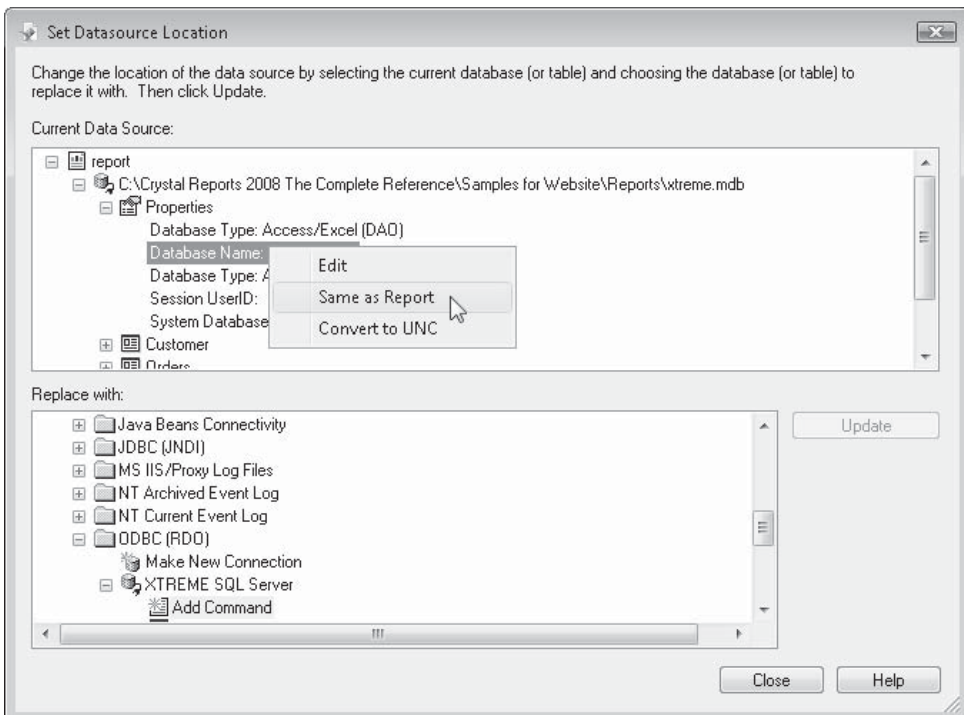 Set Datasource Location
Change the location of the data source by selecting the current database (or table) and choosing the database (or table) to
replace it with. Then click Update.
Current Data Source:
report
C:\Crystal Reports 2008 The Complete Reference\Samples for Website\Reports\xtreme.mdb
Properties
Database Type: Access/Excel (DAO)
Database Name:
Database Type: A
Session UserID:
System Database
Edit
Same as Report
Convert to UNC
Customer
Orders
Replace with:
Java Beans Connectivity
JDBC (JNDI)
MS IIS/Proxy Log Files
NT Archived Event Log
NT Current Event Log
ODBC (RDO)
Make New Connection
XTREME SQL Server
Add Command
Update
Close
Help